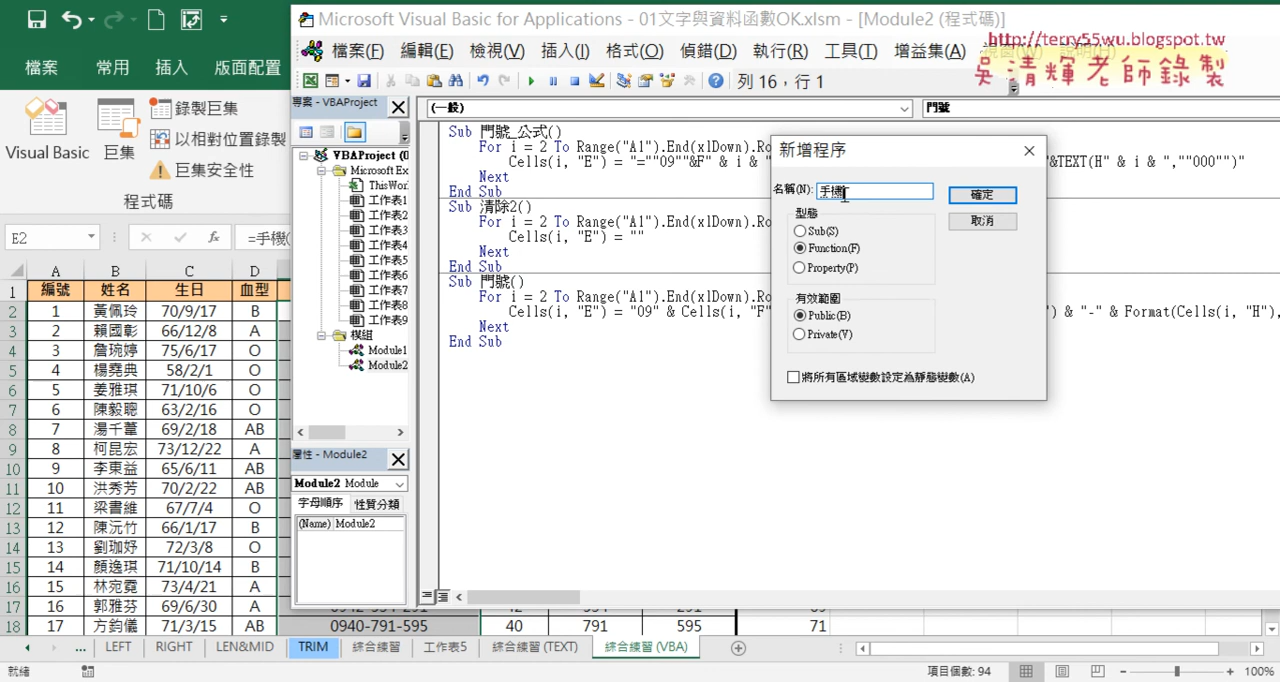 Microsoft Visual Basic for Applications - 01文字與資料函數OK.xlsm - [Module2 (程式碼)]
http://terry55wu.blogspot.tw
吳清輝老師錄製
檔案 常用 插入 版面配置
檔案(F) 編輯(E) 檢視(V) 插入(I) 格式(O) 偵錯(D) 執行(R) 工具(T) 增益集(A)
列 16，行 1
Visual Basic 巨集 錄製巨集
以相對位置錄製
巨集安全性
程式碼
專案 - VBAProject
VBAProject (0
Microsoft Ex
ThisWor
工作表1
工作表2
工作表3
工作表4
工作表5
工作表6
工作表7
工作表8
工作表9
模組
Module1
Module2
屬性 - Module2
Module2 Module
字母順序 性質分類
(Name) Module2
(一般) 門號
Sub 門號_公式()
For i = 2 To Range("A1").End(xlDown).Ro
Cells(i, "E") = "=""09""&F" & i & " "&TEXT(H" & i & ",""000"")"
Next
End Sub
Sub 清除2()
For i = 2 To Range("A1").End(xlDown).Ro
Cells(i, "E") = ""
Next
End Sub
Sub 門號()
For i = 2 To Range("A1").End(xlDown).Ro
Cells(i, "E") = "09" & Cells(i, "F" ") & "-" & Format(Cells(i, "H"),
Next
End Sub
新增程序
名稱(N): 手機
確定
取消
型態
Sub(S)
Function(F)
Property(P)
有效範圍
Public(B)
Private(V)
將所有區域變數設定為靜態變數(A)
E2 fx =手機(
A B C D
1 編號 姓名 生日 血型
2 1 黃佩玲 70/9/17 B
3 2 賴國彰 66/12/8 A
4 3 詹琬婷 75/6/17 O
5 4 楊堯典 58/2/1 O
6 5 姜雅琪 71/10/6 O
7 6 陳毅聰 63/2/16 O
8 7 湯千蕙 69/2/18 AB
9 8 柯昆宏 73/12/22 A
10 9 李東益 65/6/11 AB
11 10 洪秀芳 70/2/22 AB
12 11 梁書維 67/7/4 O
13 12 陳沅竹 66/1/17 B
14 13 劉珈妤 72/3/8 O
15 14 顏逸琪 71/10/14 B
16 15 林宛霓 73/4/21 A
17 16 郭雅芬 69/6/30 A
18 17 方鈞儀 71/3/15 AB 0940-791-595 40 791 595 71
... LEFT RIGHT LEN&MID TRIM 綜合練習 工作表5 綜合練習 (TEXT) 綜合練習 (VBA)
就緒 項目個數: 94 100%